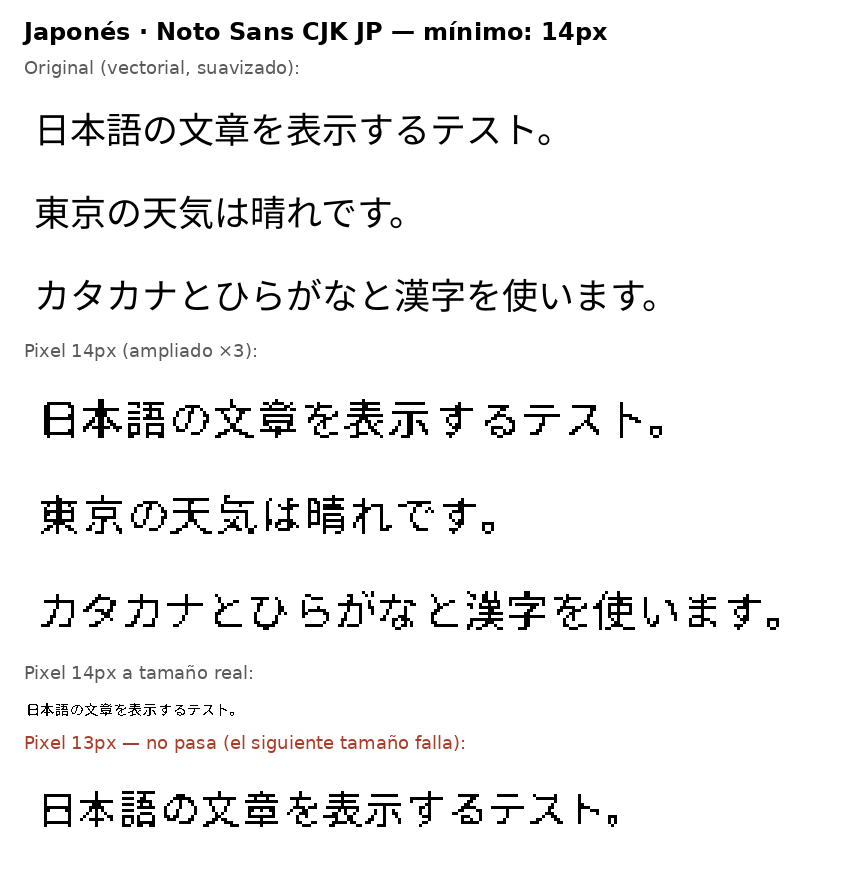 Japonés · Noto Sans CJK JP — mínimo: 14px
Original (vectorial, suavizado):
日本語の文章を表示するテスト。
東京の天気は晴れです。
カタカナとひらがなと漢字を使います。
Pixel 14px (ampliado ×3):
日本語の文章を表示するテスト。
東京の天気は晴れです。
カタカナとひらがなと漢字を使います。
Pixel 14px a tamaño real:
日本語の文章を表示するテスト。
Pixel 13px — no pasa (el siguiente tamaño falla):
日本語の文章を表示するテスト。